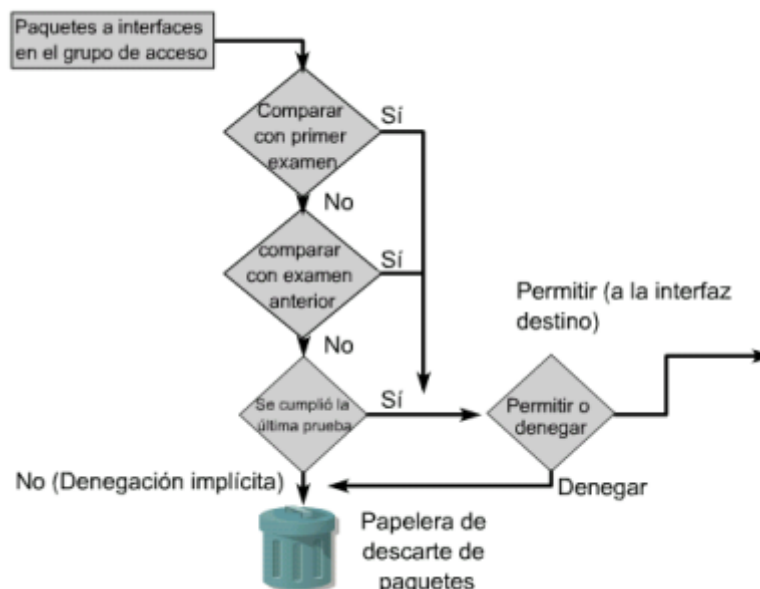 Paquetes a interfaces
en el grupo de acceso
Comparar
con primer
examen
Sí
No
comparar
con examen
anterior
Sí
No
Permitir (a la interfaz
destino)
Se cumplió la
última prueba
Sí
Permitir o
denegar
No (Denegación implícita)
Denegar
Papelera de
descarte de
paquetes